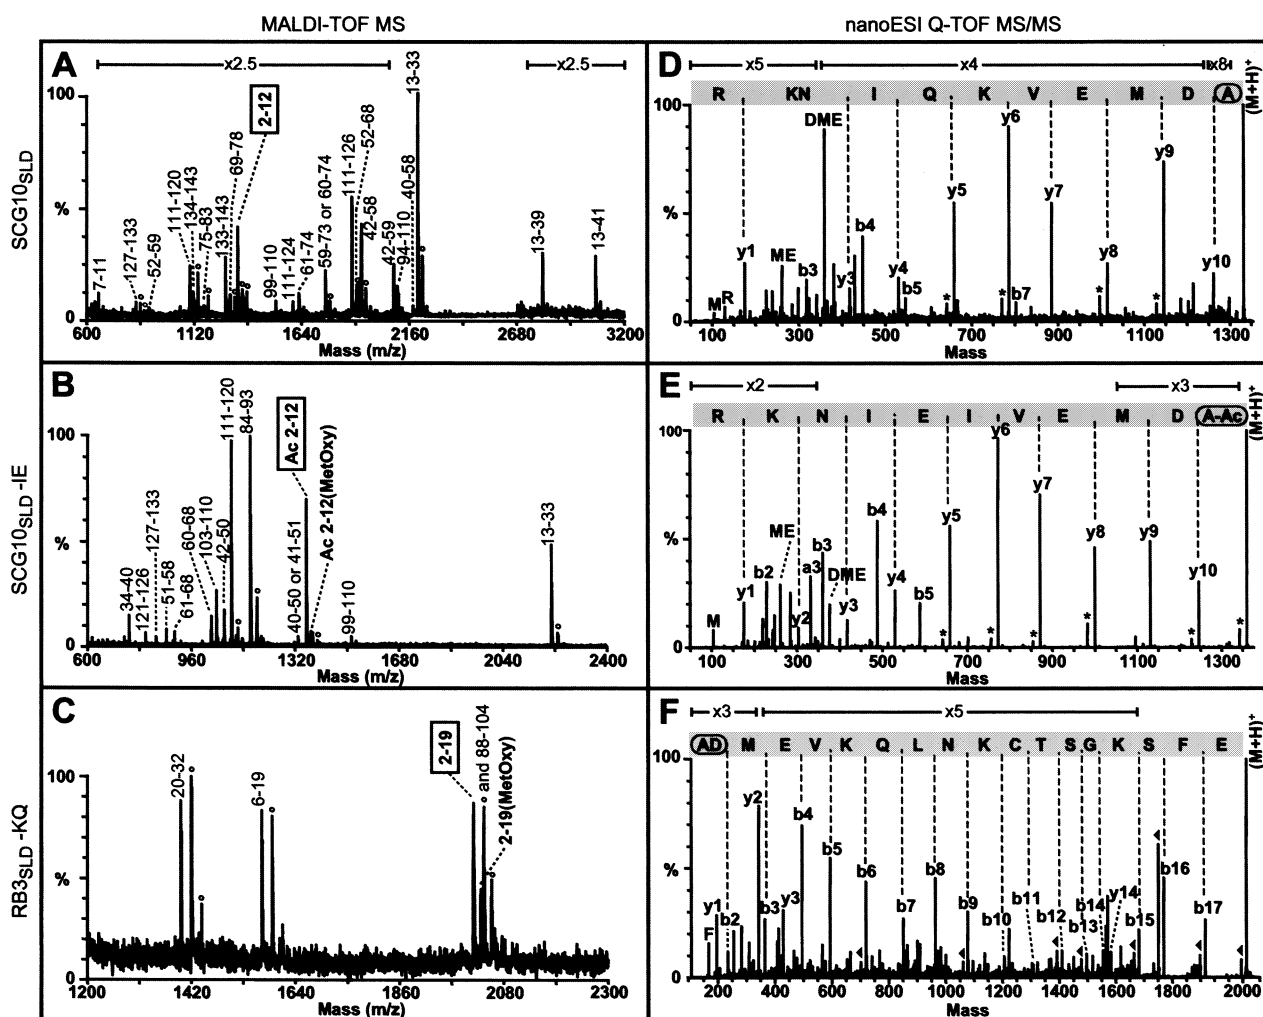 MALDI-TOF MS
nanoESI Q-TOF MS/MS
A
x2.5
x2.5
SCG10SLD
100
%
0
7-11
127-133
52-59
111-120
134-143
75-83
133-143
69-78
2-12
99-110
111-124
61-74
59-73 or 60-74
111-126
52-68
42-58
42-59
94-110
40-58
13-33
13-39
13-41
600 1120 1640 2160 2680 3200
Mass (m/z)
D
x5
x4
x8
R KN I Q K V E M D A
(M+H)+
100
%
0
M
R
y1
ME
b3
DME
y3
b4
y4
b5
*
y5
*
y6
b7
y7
*
y8
*
y9
y10
100 300 500 700 900 1100 1300
Mass
B
SCG10SLD-IE
100
%
0
34-40
121-126
127-133
51-58
61-68
60-68
103-110
42-50
111-120
84-93
Ac 2-12
40-50 or 41-51
Ac 2-12(MetOxy)
99-110
13-33
600 960 1320 1680 2040 2400
Mass (m/z)
E
x2
x3
R K N I E I V E M D A-Ac
(M+H)+
100
%
0
M
y1
b2
ME
y2
a3
b3
DME
y3
b4
y4
b5
*
y5
*
y6
*
y7
*
y8
y9
*
y10
*
100 300 500 700 900 1100 1300
Mass
C
RB3SLD-KQ
100
%
0
20-32
6-19
2-19
and 88-104
2-19(MetOxy)
1200 1420 1640 1860 2080 2300
Mass (m/z)
F
x3
x5
AD M E V K Q L N K C T S G K S F E
(M+H)+
100
%
0
F
y1
b2
y2
b3
y3
b4
b5
b6
b7
b8
b9
b10
b11
b12
b13
b14
y14
b15
b16
b17
200 400 600 800 1000 1200 1400 1600 1800 2000
Mass